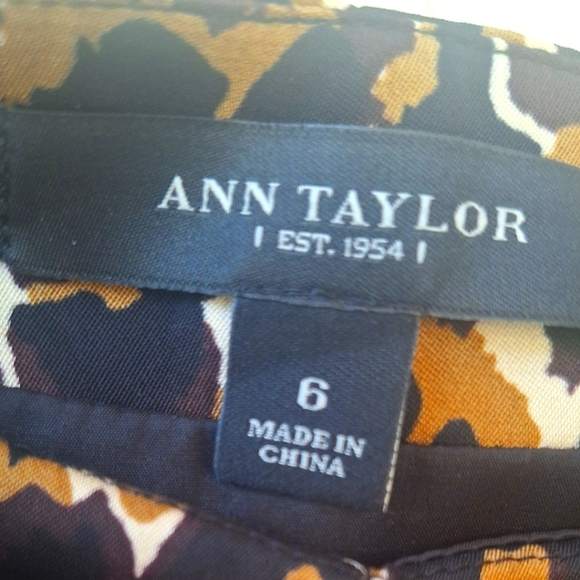 ANN TAYLOR
| EST. 1954 |
6
MADE IN
CHINA